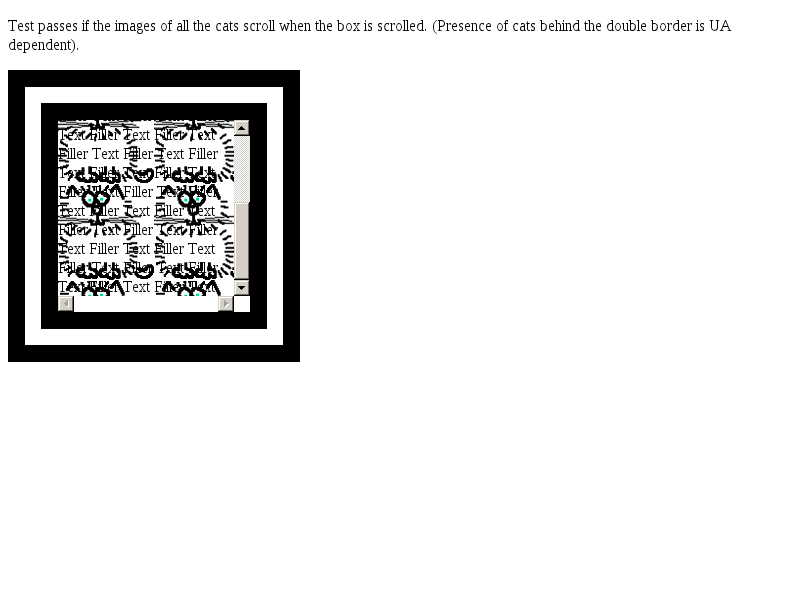 Test passes if the images of all the cats scroll when the box is scrolled. (Presence of cats behind the double border is UA
dependent).
Text Filler Text Filler Text
Filler Text Filler Text Filler
Text Filler Text Filler Text
Filler Text Filler Text Filler
Text Filler Text Filler Text
Filler Text Filler Text Filler
Text Filler Text Filler Text
Filler Text Filler Text Filler
Text Filler Text Filler Text